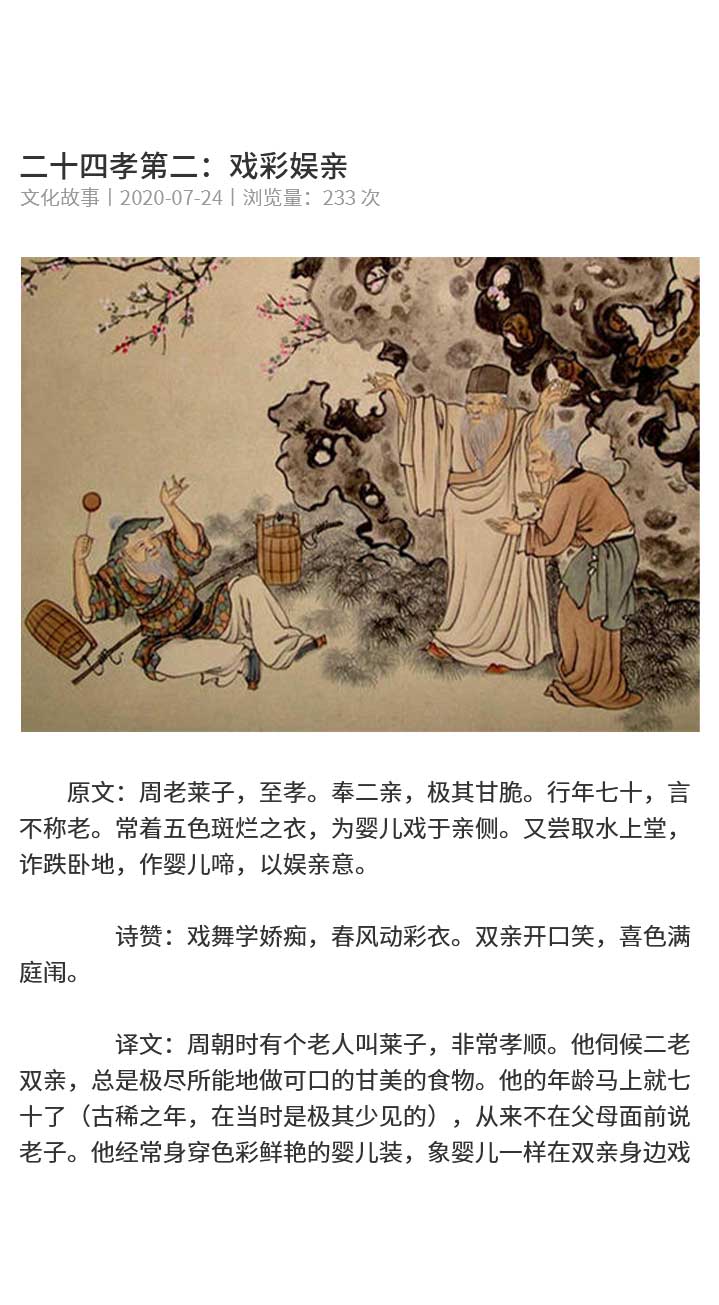 二十四孝第二：戏彩娱亲
文化故事丨2020-07-24丨浏览量：233 次
原文：周老莱子，至孝。奉二亲，极其甘脆。行年七十，言
不称老。常着五色斑烂之衣，为婴儿戏于亲侧。又尝取水上堂，
诈跌卧地，作婴儿啼，以娱亲意。
诗赞：戏舞学娇痴，春风动彩衣。双亲开口笑，喜色满
庭闱。
译文：周朝时有个老人叫莱子，非常孝顺。他伺候二老
双亲，总是极尽所能地做可口的甘美的食物。他的年龄马上就七
十了（古稀之年，在当时是极其少见的），从来不在父母面前说
老子。他经常身穿色彩鲜艳的婴儿装，象婴儿一样在双亲身边戏